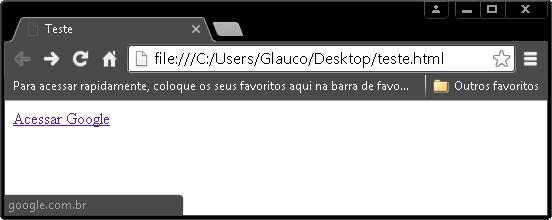 Teste
file:///C:/Users/Glauco/Desktop/teste.html
Para acessar rapidamente, coloque os seus favoritos aqui na barra de favo... Outros favoritos
Acessar Google
google.com.br